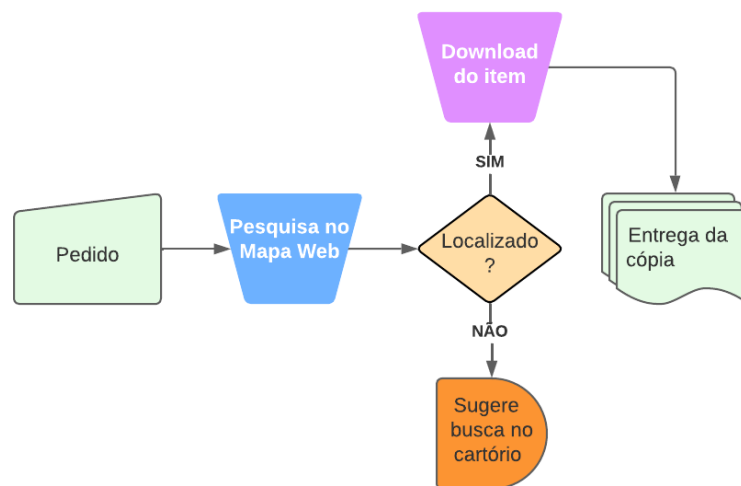 Download
do item
SIM
Pedido
Pesquisa no
Mapa Web
Localizado
?
Entrega da
cópia
NÃO
Sugere
busca no
cartório